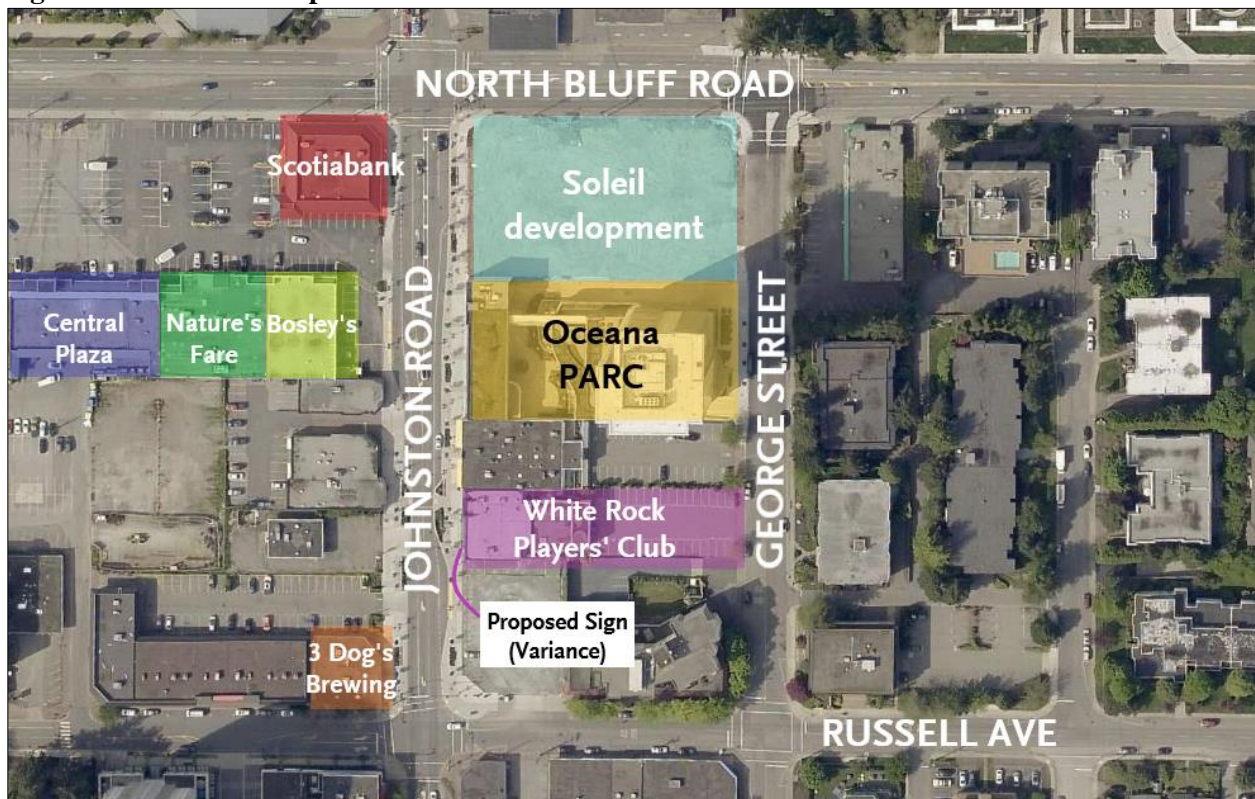 NORTH BLUFF ROAD
Scotiabank
Soleil
development
Central
Plaza
Nature's
Fare
Bosley's
JOHNSTON ROAD
Oceana
PARC
GEORGE STREET
White Rock
Players' Club
Proposed Sign
(Variance)
3 Dog's
Brewing
RUSSELL AVE